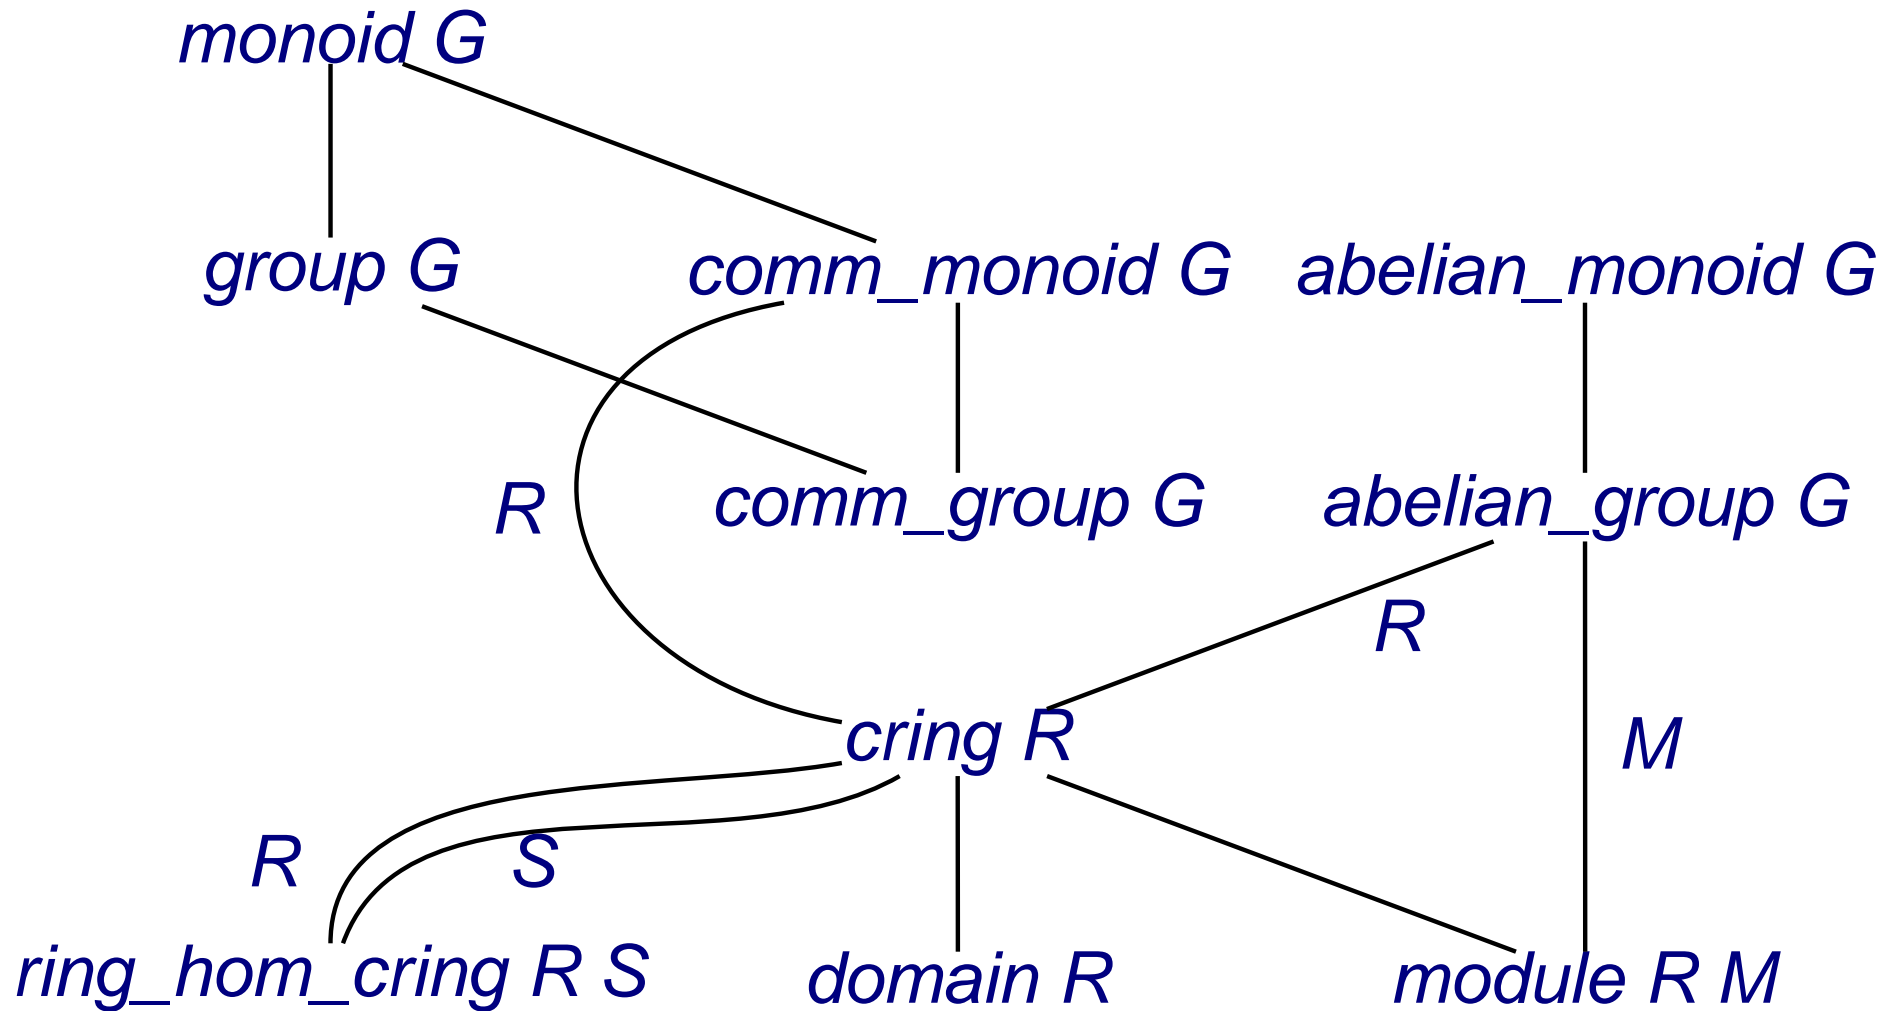 monoid G
group G
comm_monoid G
abelian_monoid G
R
comm_group G
abelian_group G
R
cring R
M
R
S
ring_hom_cring R S
domain R
module R M